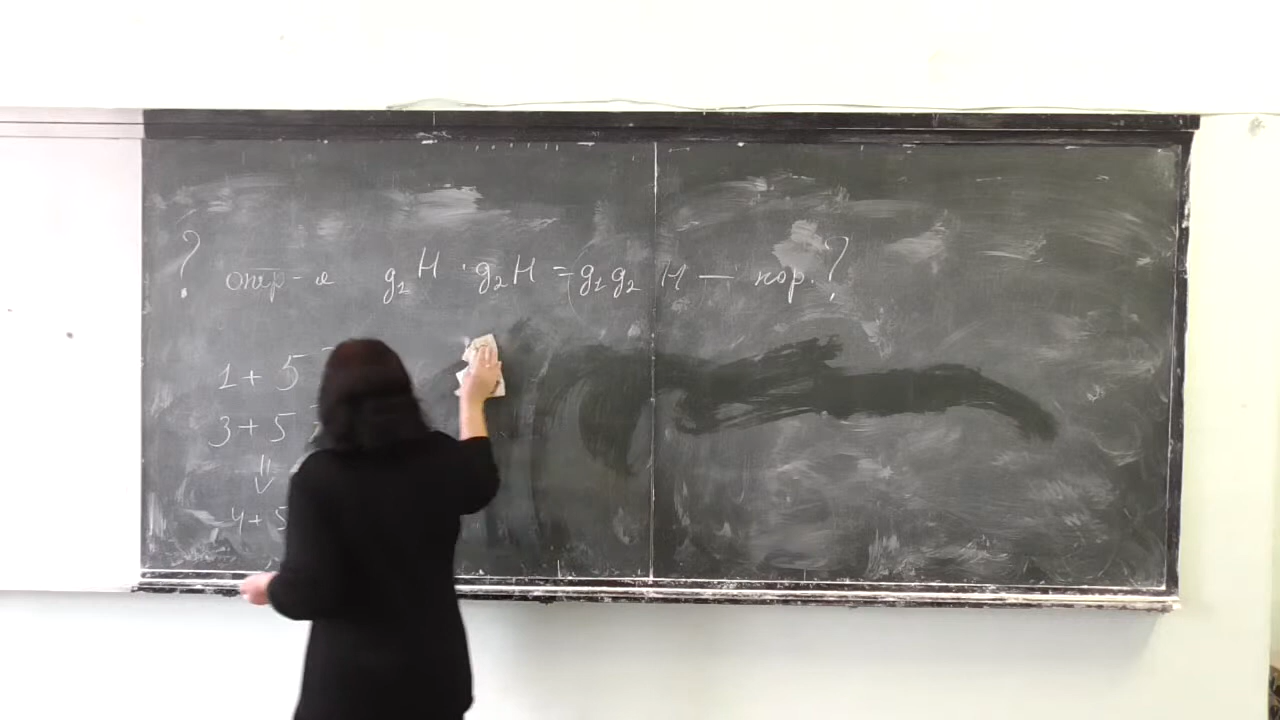 ? опр-е g₁H · g₂H = g₁g₂ H — кор.?
1 + 5
3 + 5
⇓
4 + 5